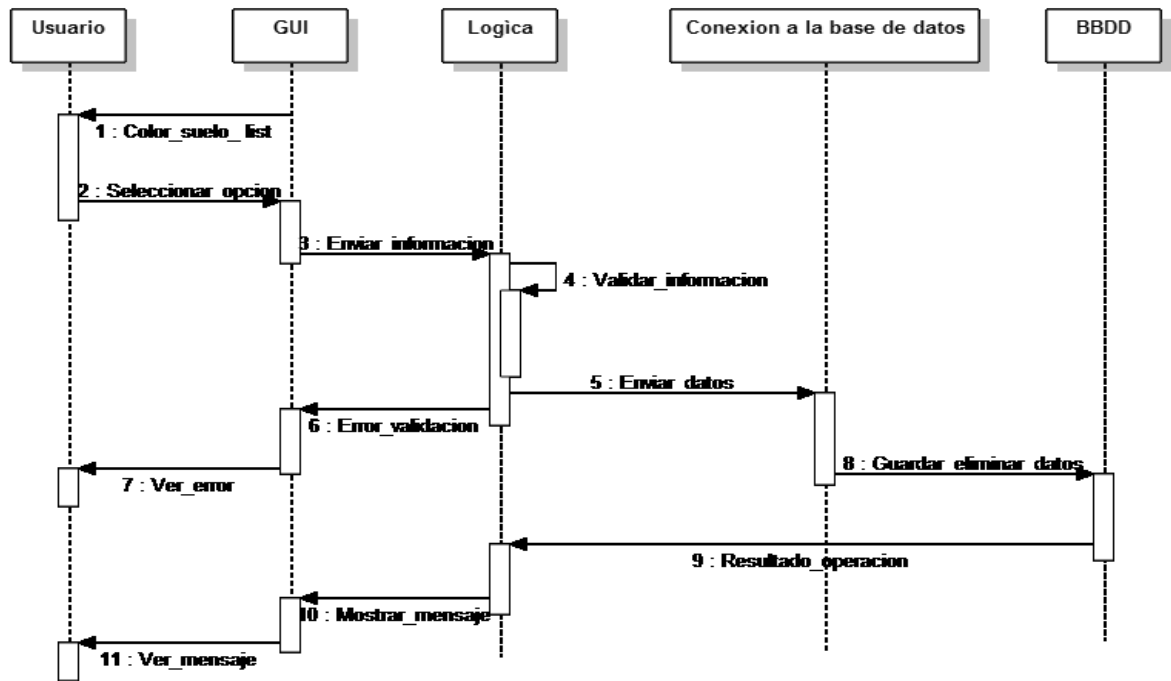 Usuario
GUI
Logìca
Conexion a la base de datos
BBDD
1 : Color_suelo_list
2 : Seleccionar_opcion
3 : Enviar_informacion
4 : Validar_informacion
5 : Enviar_datos
6 : Error_validacion
7 : Ver_error
8 : Guardar_eliminar_datos
9 : Resultado_operacion
10 : Mostrar_mensaje
11 : Ver_mensaje